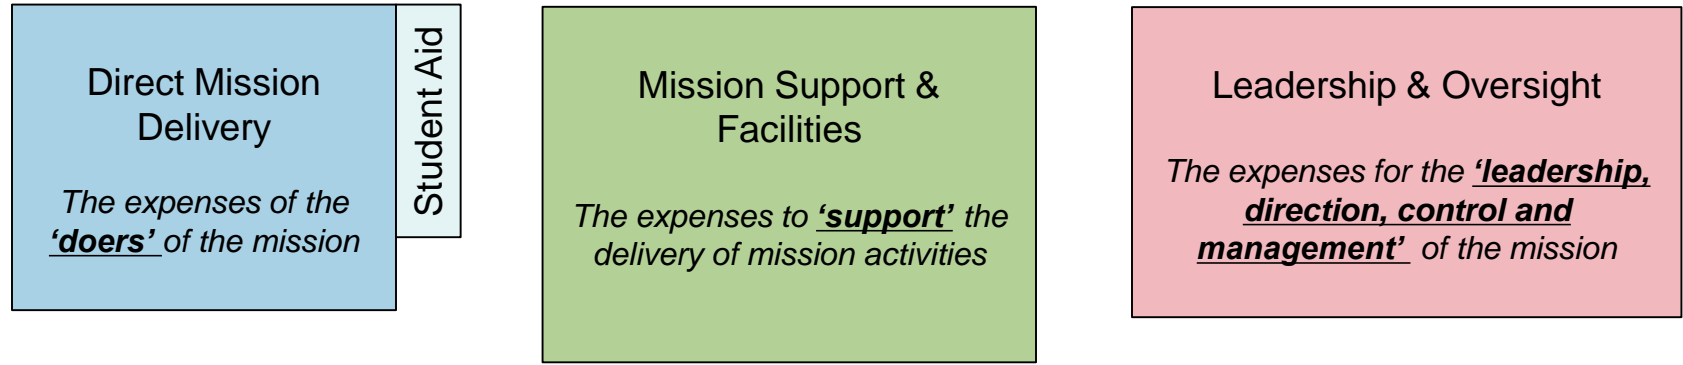 Direct Mission
Delivery
The expenses of the
‘doers’ of the mission
Student Aid
Mission Support &
Facilities
The expenses to ‘support’ the
delivery of mission activities
Leadership & Oversight
The expenses for the ‘leadership,
direction, control and
management’ of the mission